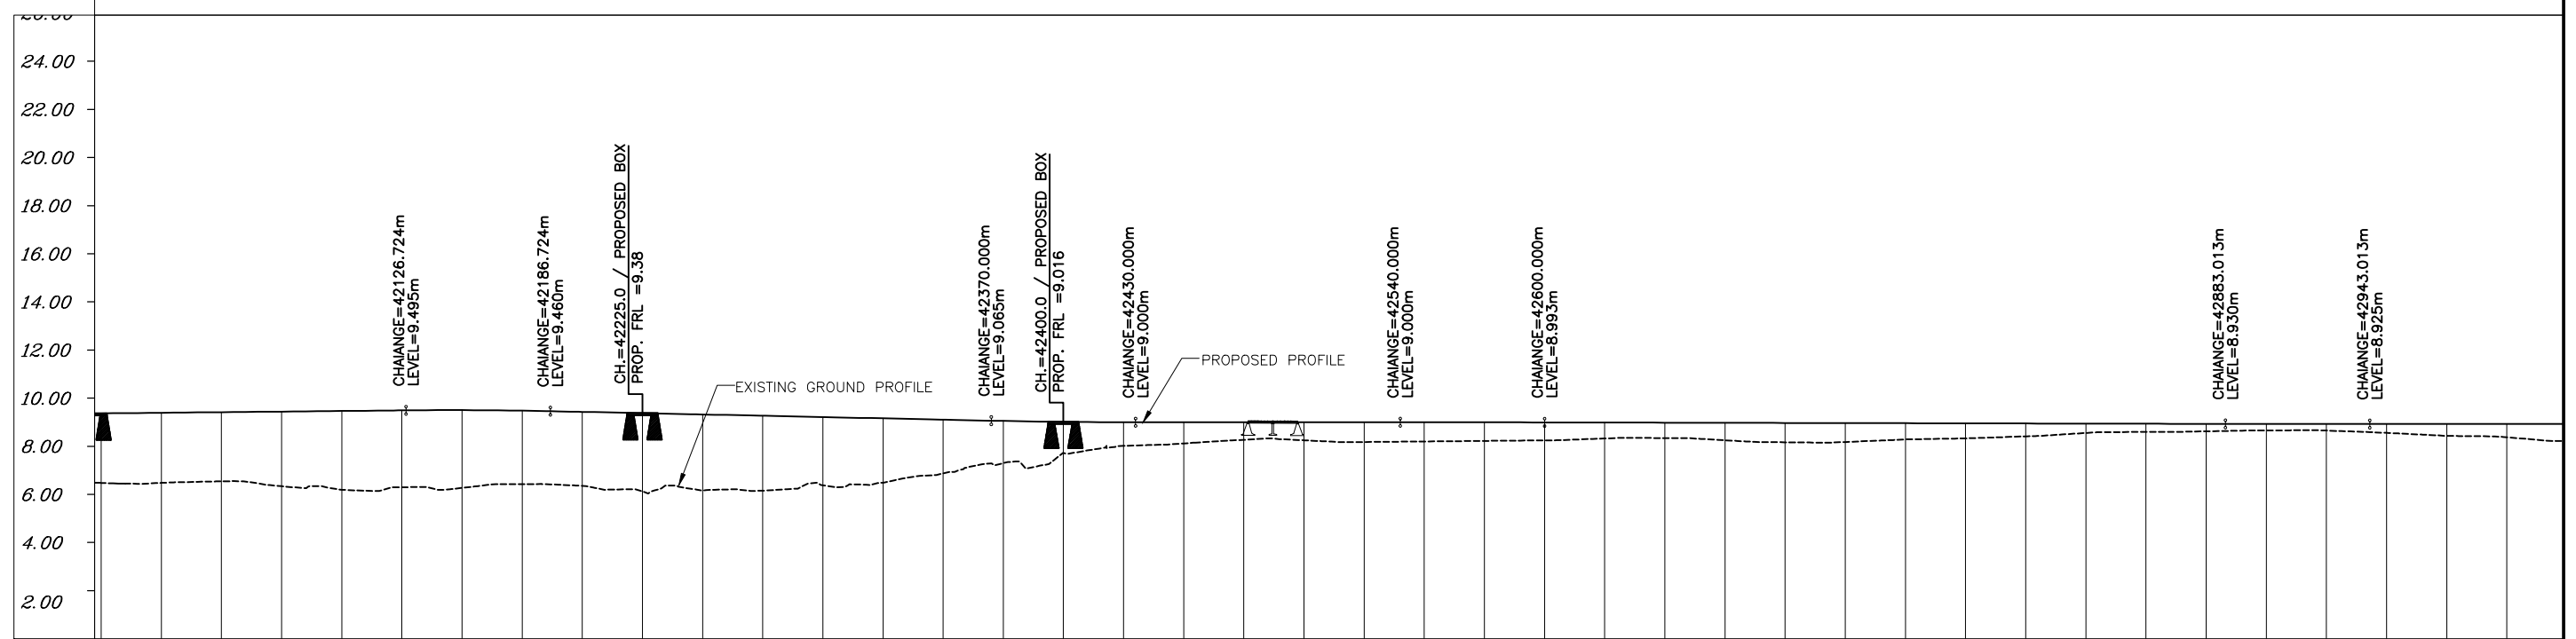 24.00
22.00
20.00
18.00
16.00
14.00
12.00
10.00
8.00
6.00
4.00
2.00
CHAIANGE=42126.724m
LEVEL=9.495m
CHAIANGE=42186.724m
LEVEL=9.460m
CH.=42225.0 / PROPOSED BOX
PROP. FRL =9.38
EXISTING GROUND PROFILE
CHAIANGE=42370.000m
LEVEL=9.065m
CH.=42400.0 / PROPOSED BOX
PROP. FRL =9.016
CHAIANGE=42430.000m
LEVEL=9.000m
PROPOSED PROFILE
CHAIANGE=42540.000m
LEVEL=9.000m
CHAIANGE=42600.000m
LEVEL=8.993m
CHAIANGE=42883.013m
LEVEL=8.930m
CHAIANGE=42943.013m
LEVEL=8.925m